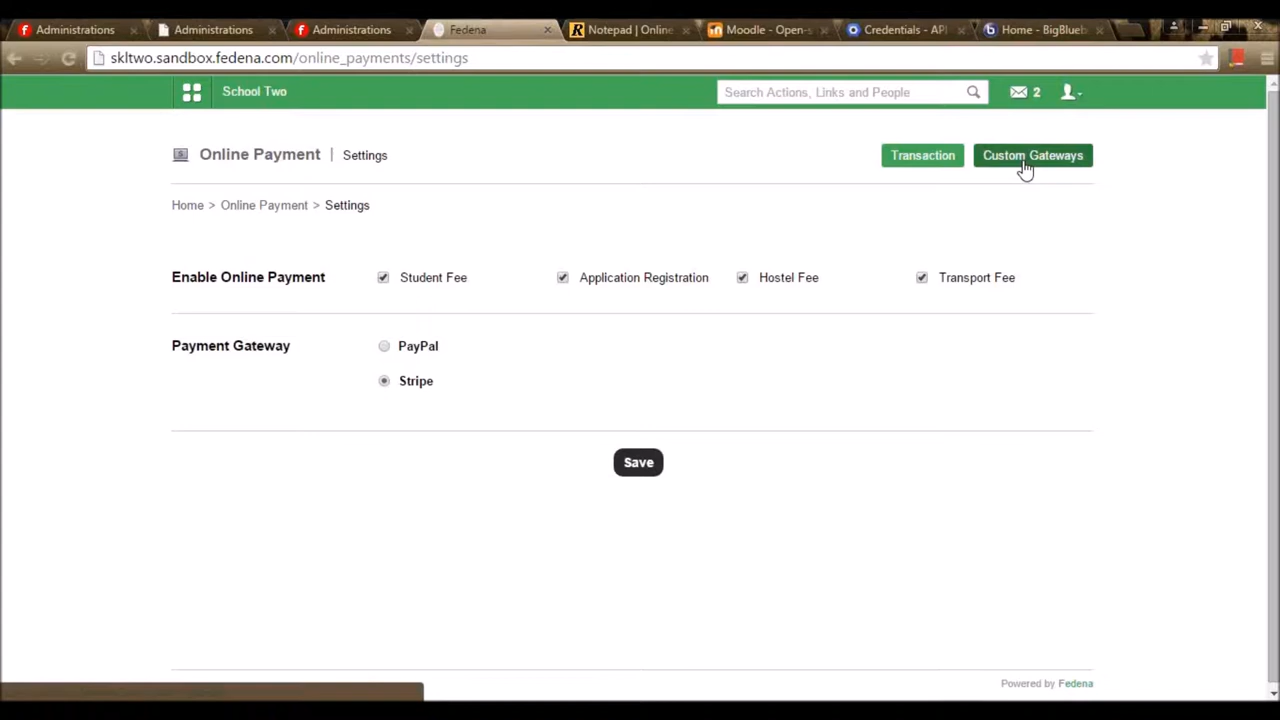 Administrations
Administrations
Administrations
Fedena
Notepad | Online
Moodle - Open-s
Credentials - API
Home - BigBlueb
skltwo.sandbox.fedena.com/online_payments/settings
School Two
Search Actions, Links and People
2
Online Payment | Settings
Transaction
Custom Gateways
Home > Online Payment > Settings
Enable Online Payment
Student Fee
Application Registration
Hostel Fee
Transport Fee
Payment Gateway
PayPal
Stripe
Save
Powered by Fedena